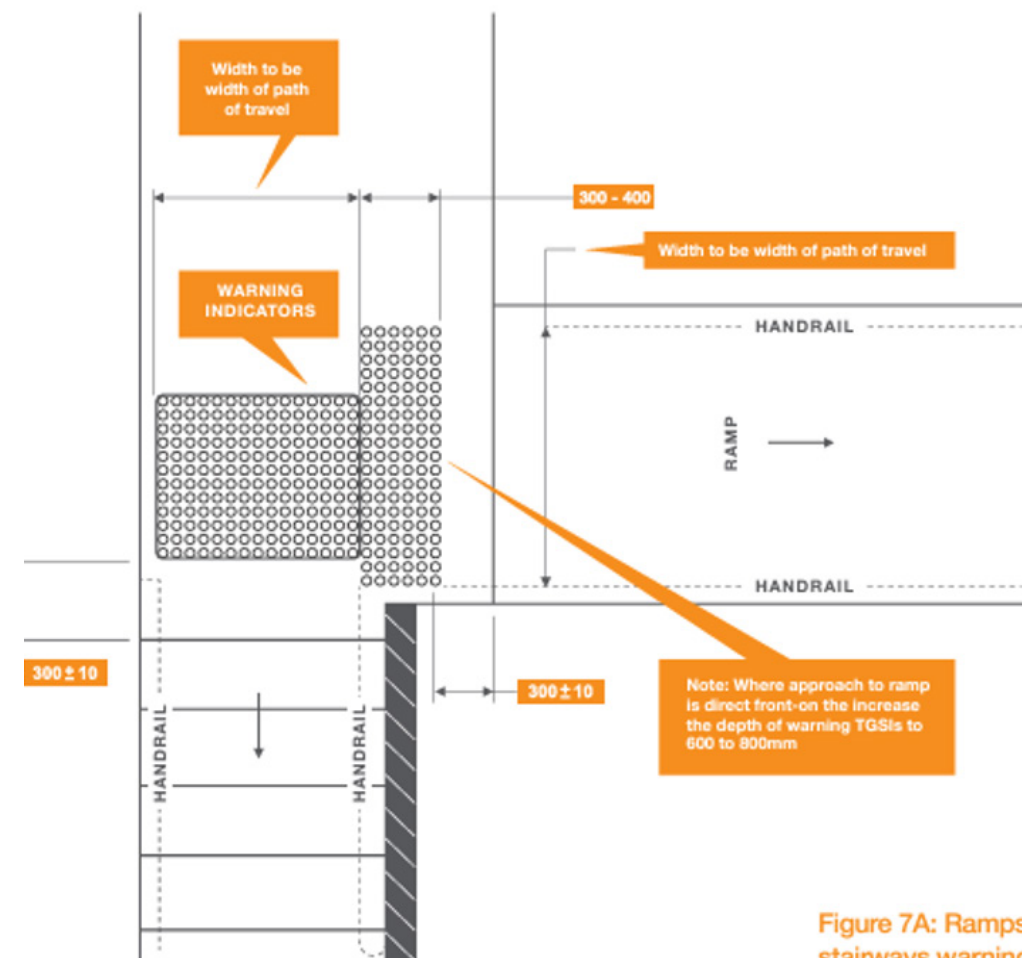 Width to be
width of path
of travel
300 - 400
Width to be width of path of travel
WARNING
INDICATORS
HANDRAIL
RAMP
HANDRAIL
300 ± 10
300 ± 10
Note: Where approach to ramp
is direct front-on the increase
the depth of warning TGSIs to
600 to 800mm
HANDRAIL
HANDRAIL
Figure 7A: Ramps
stairways warning